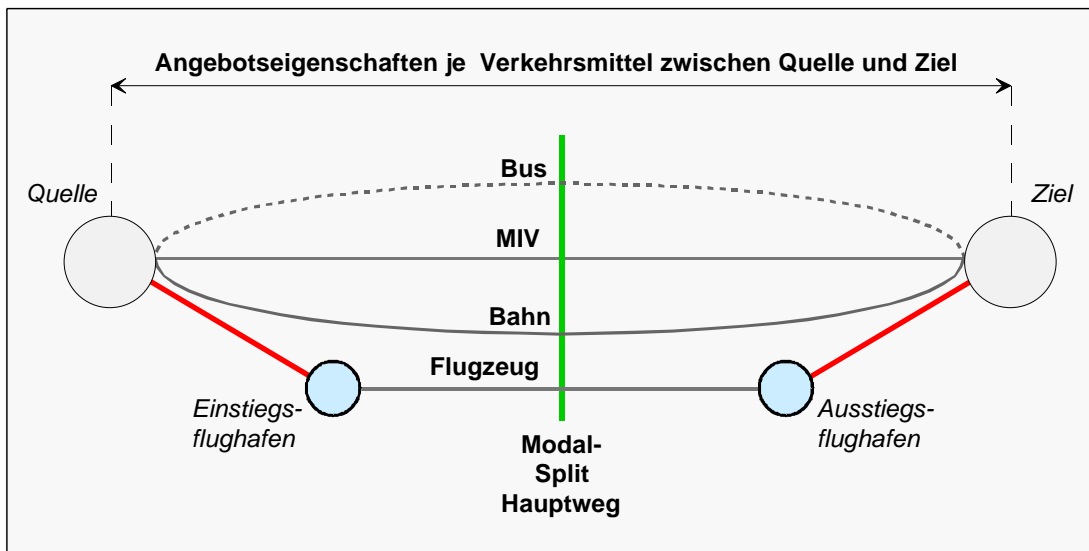 Angebotseigenschaften je Verkehrsmittel zwischen Quelle und Ziel
Bus
Quelle
Ziel
MIV
Bahn
Flugzeug
Einstiegs-
flughafen
Ausstiegs-
flughafen
Modal-
Split
Hauptweg